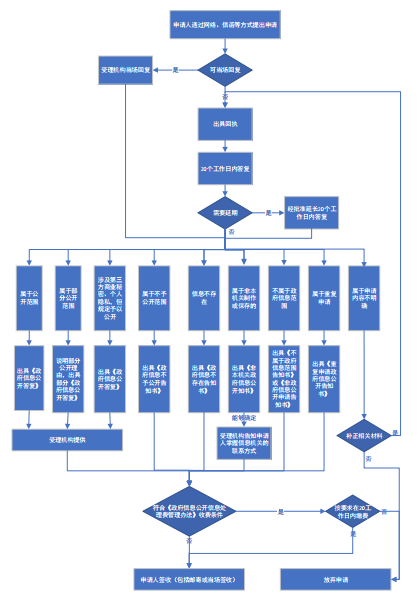 申请人通过网络、信函等方式提出申请
受理机构当场回复
是
可当场回复
否
出具回执
20个工作日内答复
需要延期
是
经批准延长20个工
作日内答复
否
属于公
开范围
属于部
分公开
范围
涉及第三
方商业秘
密、个人
隐私，但
规定予以
公开
属于不予
公开范围
信息不存
在
属于非本
机关制作
或保存的
不属于政
府信息范
围
属于重复
申请
属于申请
内容不明
确
出具《政
府信息公
开答复》
说明部分
公开理
由，出具
部分《政
府信息公
开答复》
出具《政
府信息公
开答复》
出具《政
府信息不
予公开告
知书》
出具《政
府信息不
存在告知
书》
出具《非
本机关政
府信息公
开告知书》
出具《不
属于政府
信息范围
告知书》
或《非政
府信息公
开申请告
知书》
出具《重
复申请政
府信息公
开告知
书》
能够确定
受理机构提供
受理机构告知申请
人掌握信息机关的
联系方式
补正相关材料
是
否
符合《政府信息公开信息处
理费管理办法》收费条件
是
按要求在20工
作日内缴费
否
是
否
申请人签收（包括邮寄或当场签收）
放弃申请